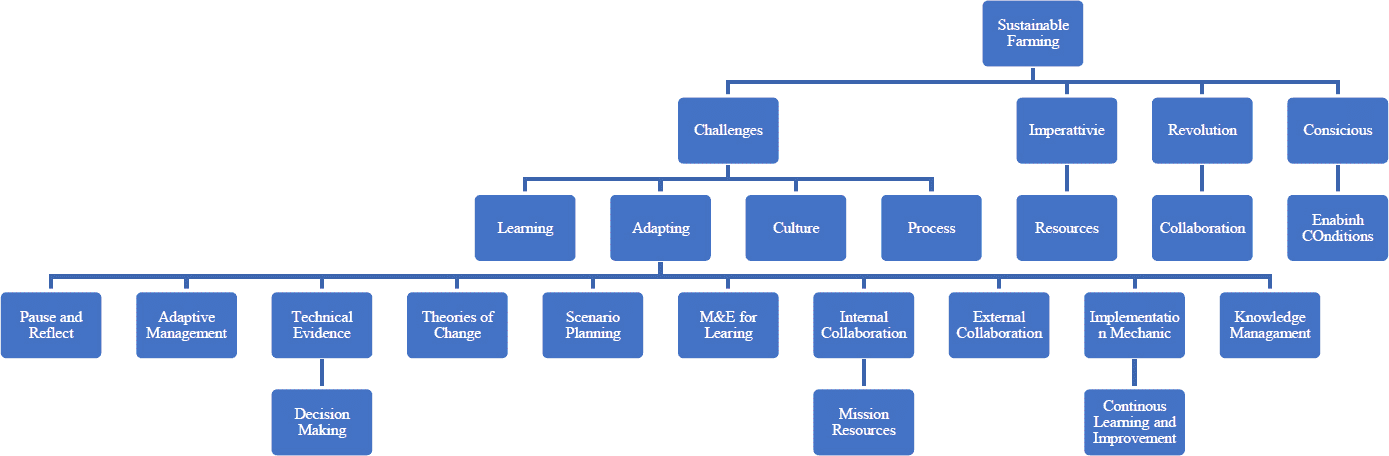 Sustainable
Farming
Challenges
Imperattivie
Revolution
Consicious
Learning
Adapting
Culture
Process
Resources
Collaboration
Enabinh
COnditions
Pause and
Reflect
Adaptive
Management
Technical
Evidence
Theories of
Change
Scenario
Planning
M&E for
Learing
Internal
Collaboration
External
Collaboration
Implementatio
n Mechanic
Knowledge
Managament
Decision
Making
Mission
Resources
Continous
Learning and
Improvement